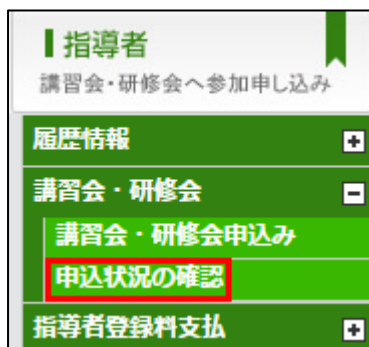 指導者
講習会・研修会へ参加申し込み
履歴情報
講習会・研修会
講習会・研修会申込み
申込状況の確認
指導者登録料支払